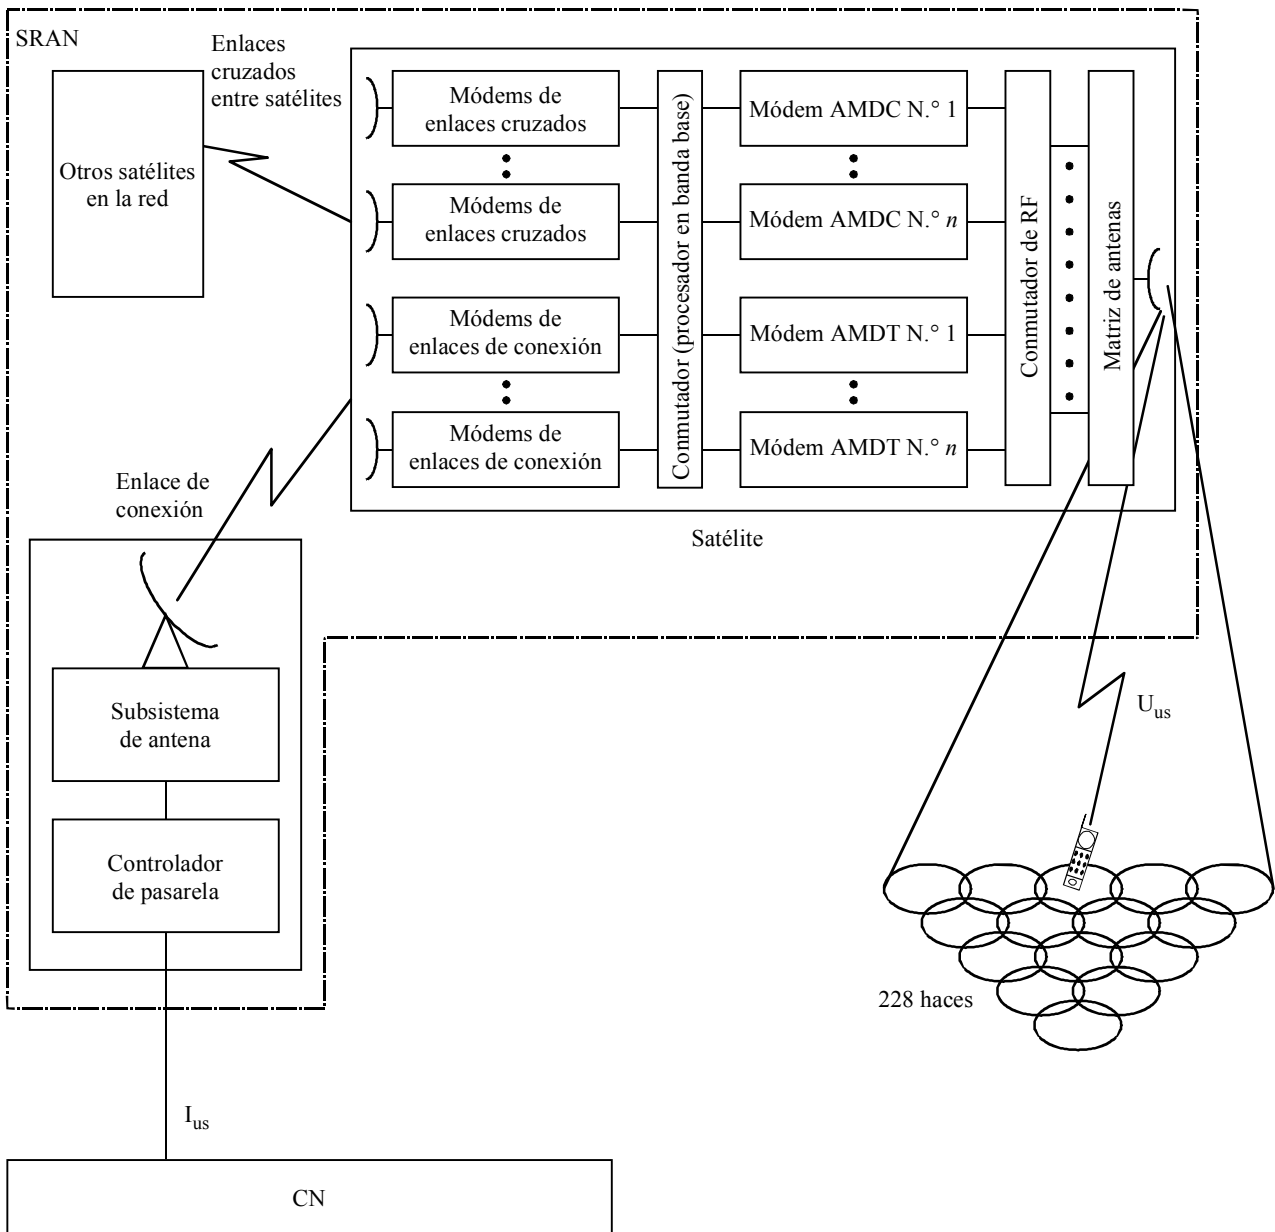 SRAN
Enlaces
cruzados
entre satélites
Otros satélites
en la red
Módems de
enlaces cruzados
Módems de
enlaces cruzados
Módems de
enlaces de conexión
Módems de
enlaces de conexión
Conmutador (procesador en banda base)
Módem AMDC N.° 1
Módem AMDC N.° n
Módem AMDT N.° 1
Módem AMDT N.° n
Conmutador de RF
Matriz de antenas
Satélite
Enlace de
conexión
Subsistema
de antena
Controlador
de pasarela
U_us
228 haces
I_us
CN